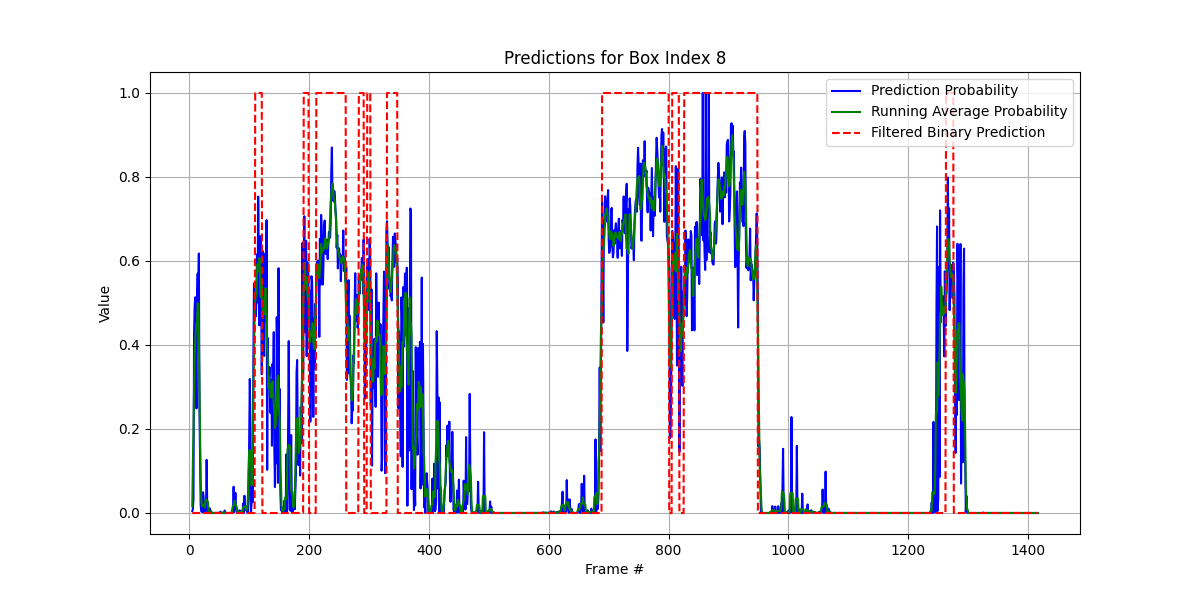 Predictions for Box Index 8
Prediction Probability
Running Average Probability
Filtered Binary Prediction
Value
1.0
0.8
0.6
0.4
0.2
0.0
0 200 400 600 800 1000 1200 1400
Frame #